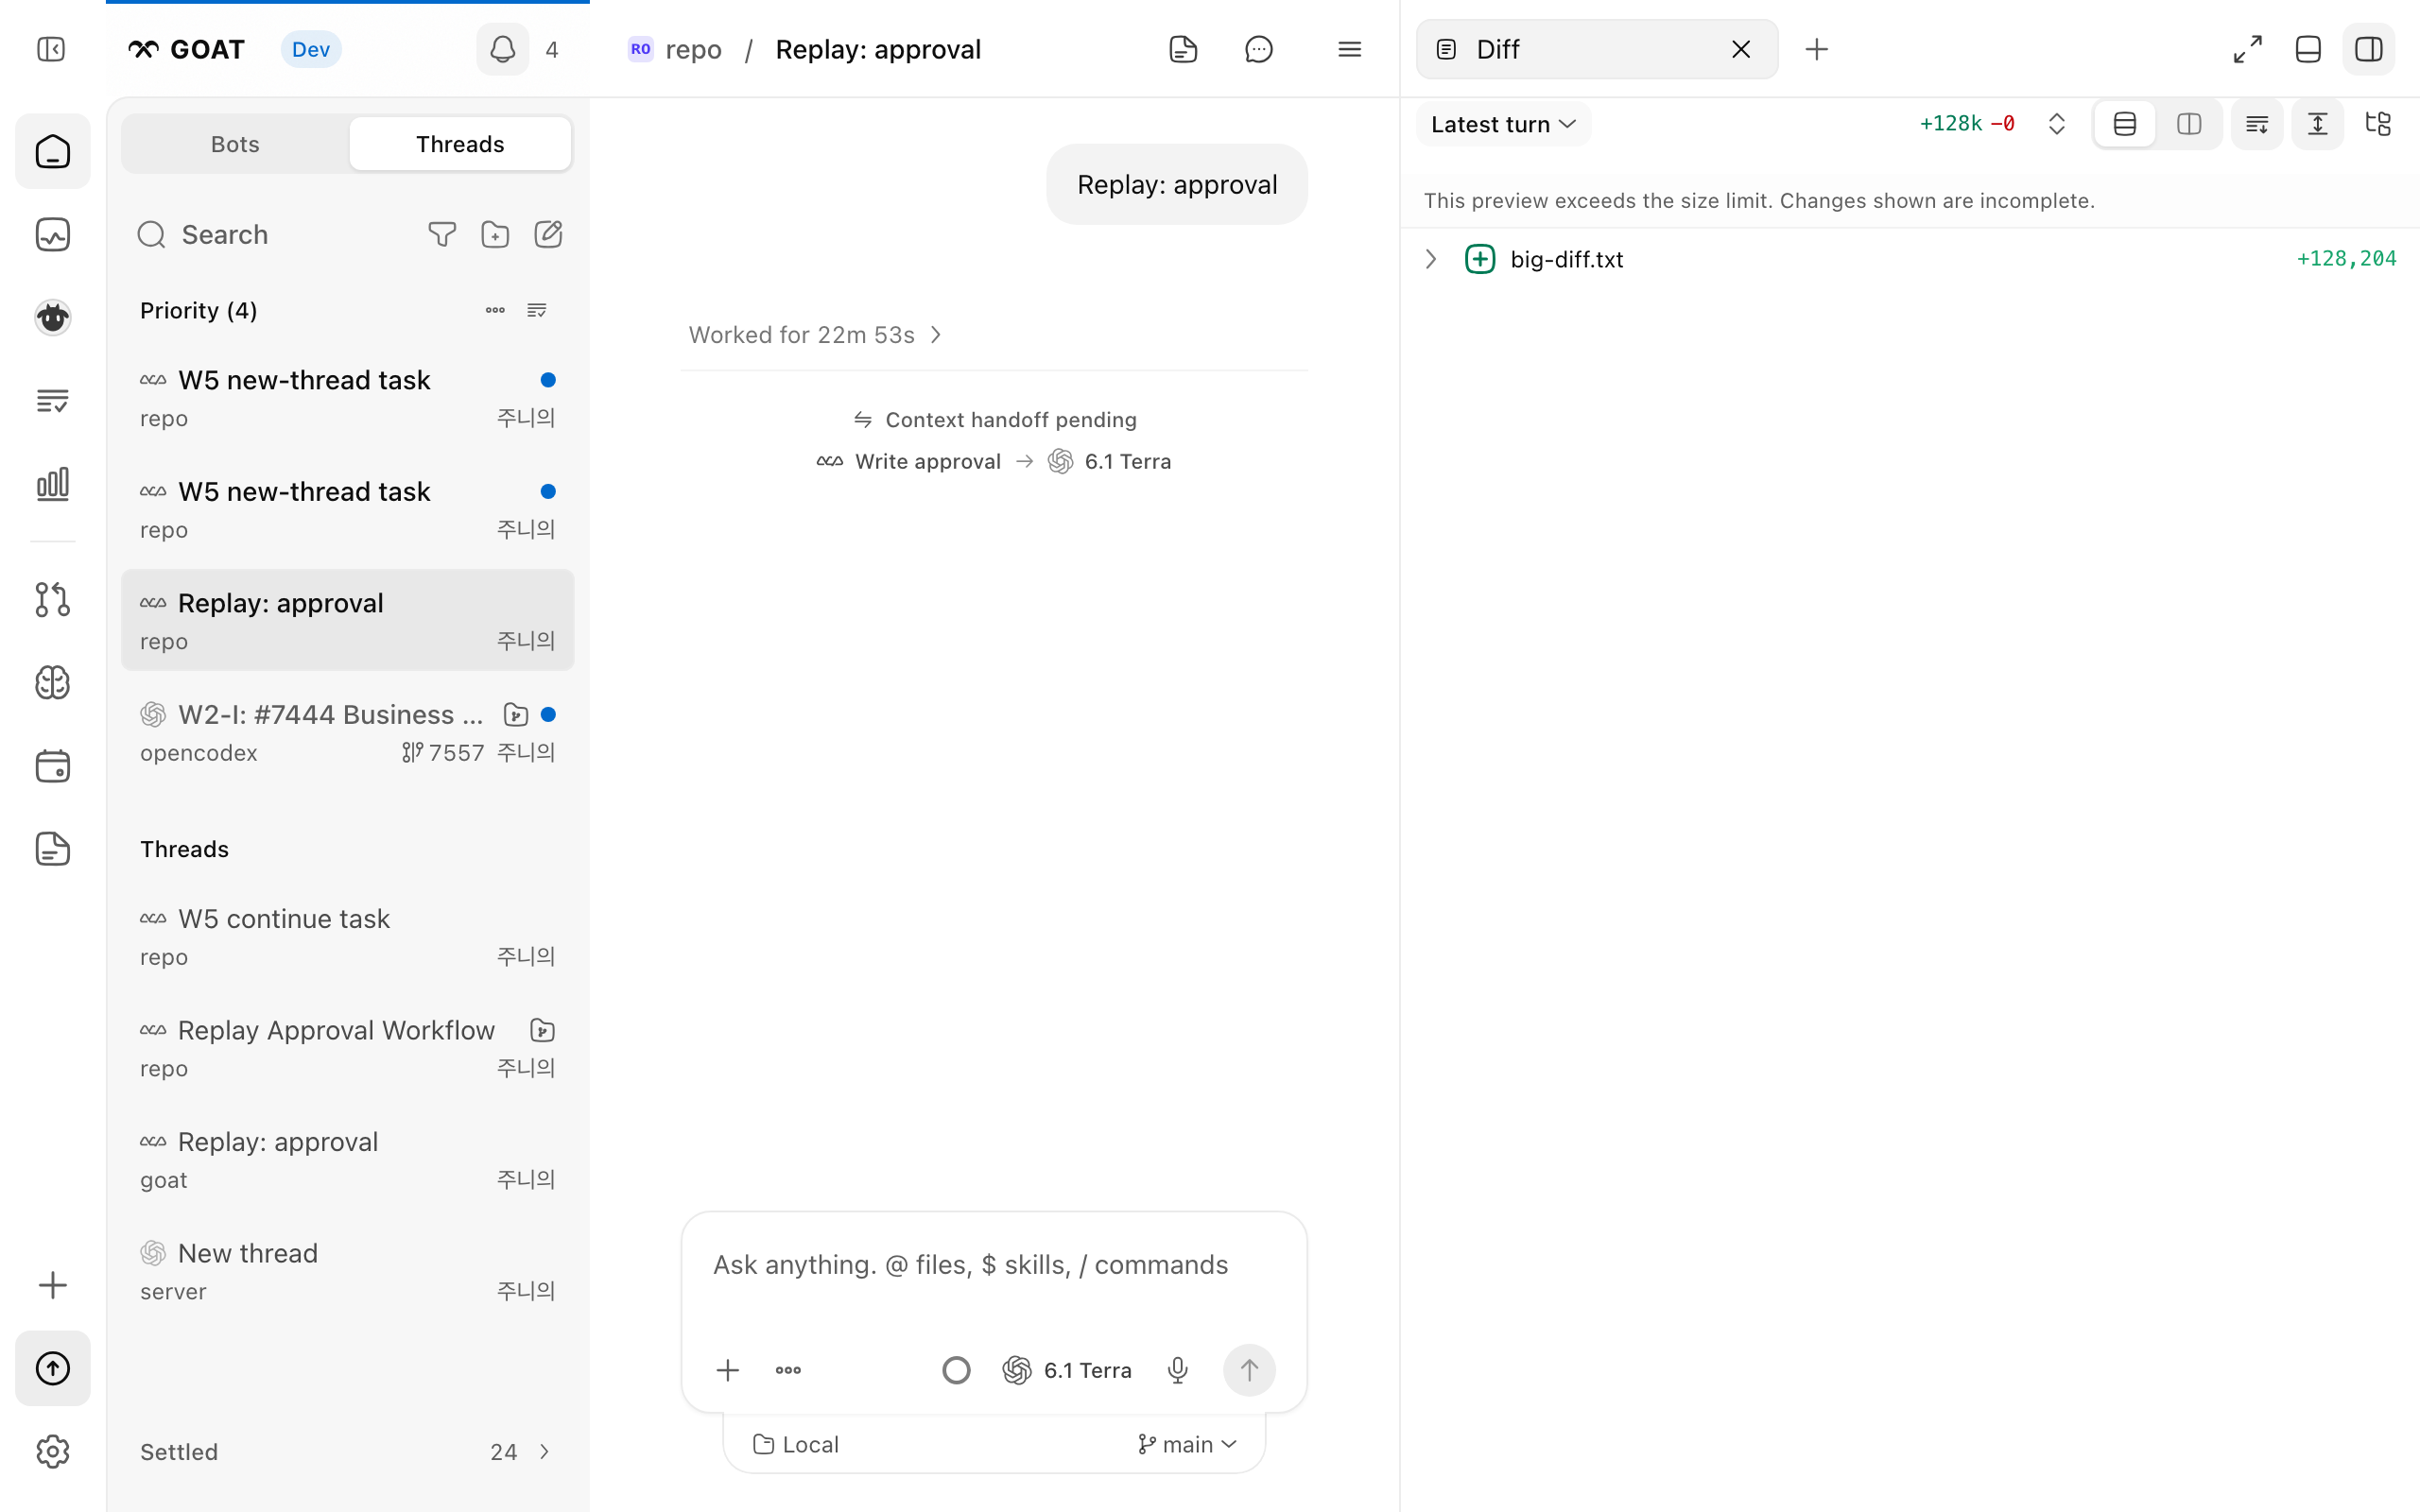 GOAT Dev 4
Bots Threads
Search
Priority (4)
W5 new-thread task
repo 주니의
W5 new-thread task
repo 주니의
Replay: approval
repo 주니의
W2-I: #7444 Business ...
opencodex 7557 주니의
Threads
W5 continue task
repo 주니의
Replay Approval Workflow
repo 주니의
Replay: approval
goat 주니의
New thread
server 주니의
Settled 24
RO repo / Replay: approval
Replay: approval
Worked for 22m 53s
Context handoff pending
Write approval → 6.1 Terra
Ask anything. @ files, $ skills, / commands
6.1 Terra
Local main
Diff
Latest turn +128k −0
This preview exceeds the size limit. Changes shown are incomplete.
big-diff.txt +128,204